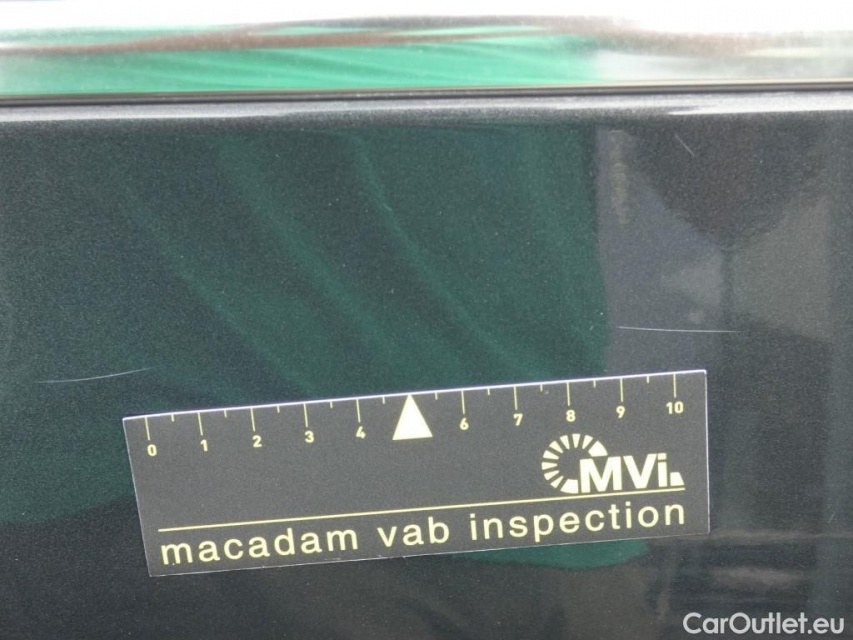 0 1 2 3 4 6 7 8 9 10
MVi
macadam vab inspection
CarOutlet.eu